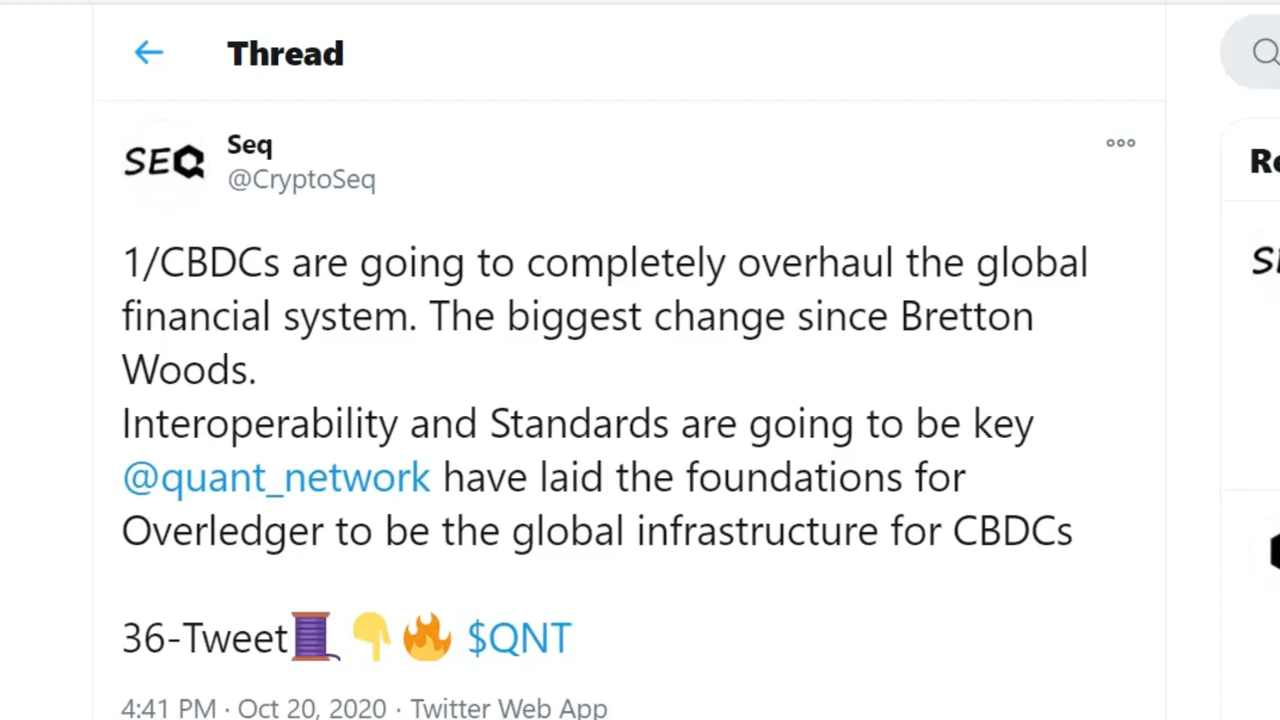 Thread
SEQ
Seq
@CryptoSeq
1/CBDCs are going to completely overhaul the global
financial system. The biggest change since Bretton
Woods.
Interoperability and Standards are going to be key
@quant_network have laid the foundations for
Overledger to be the global infrastructure for CBDCs
36-Tweet🧵👇🔥 $QNT
4:41 PM · Oct 20, 2020 · Twitter Web App